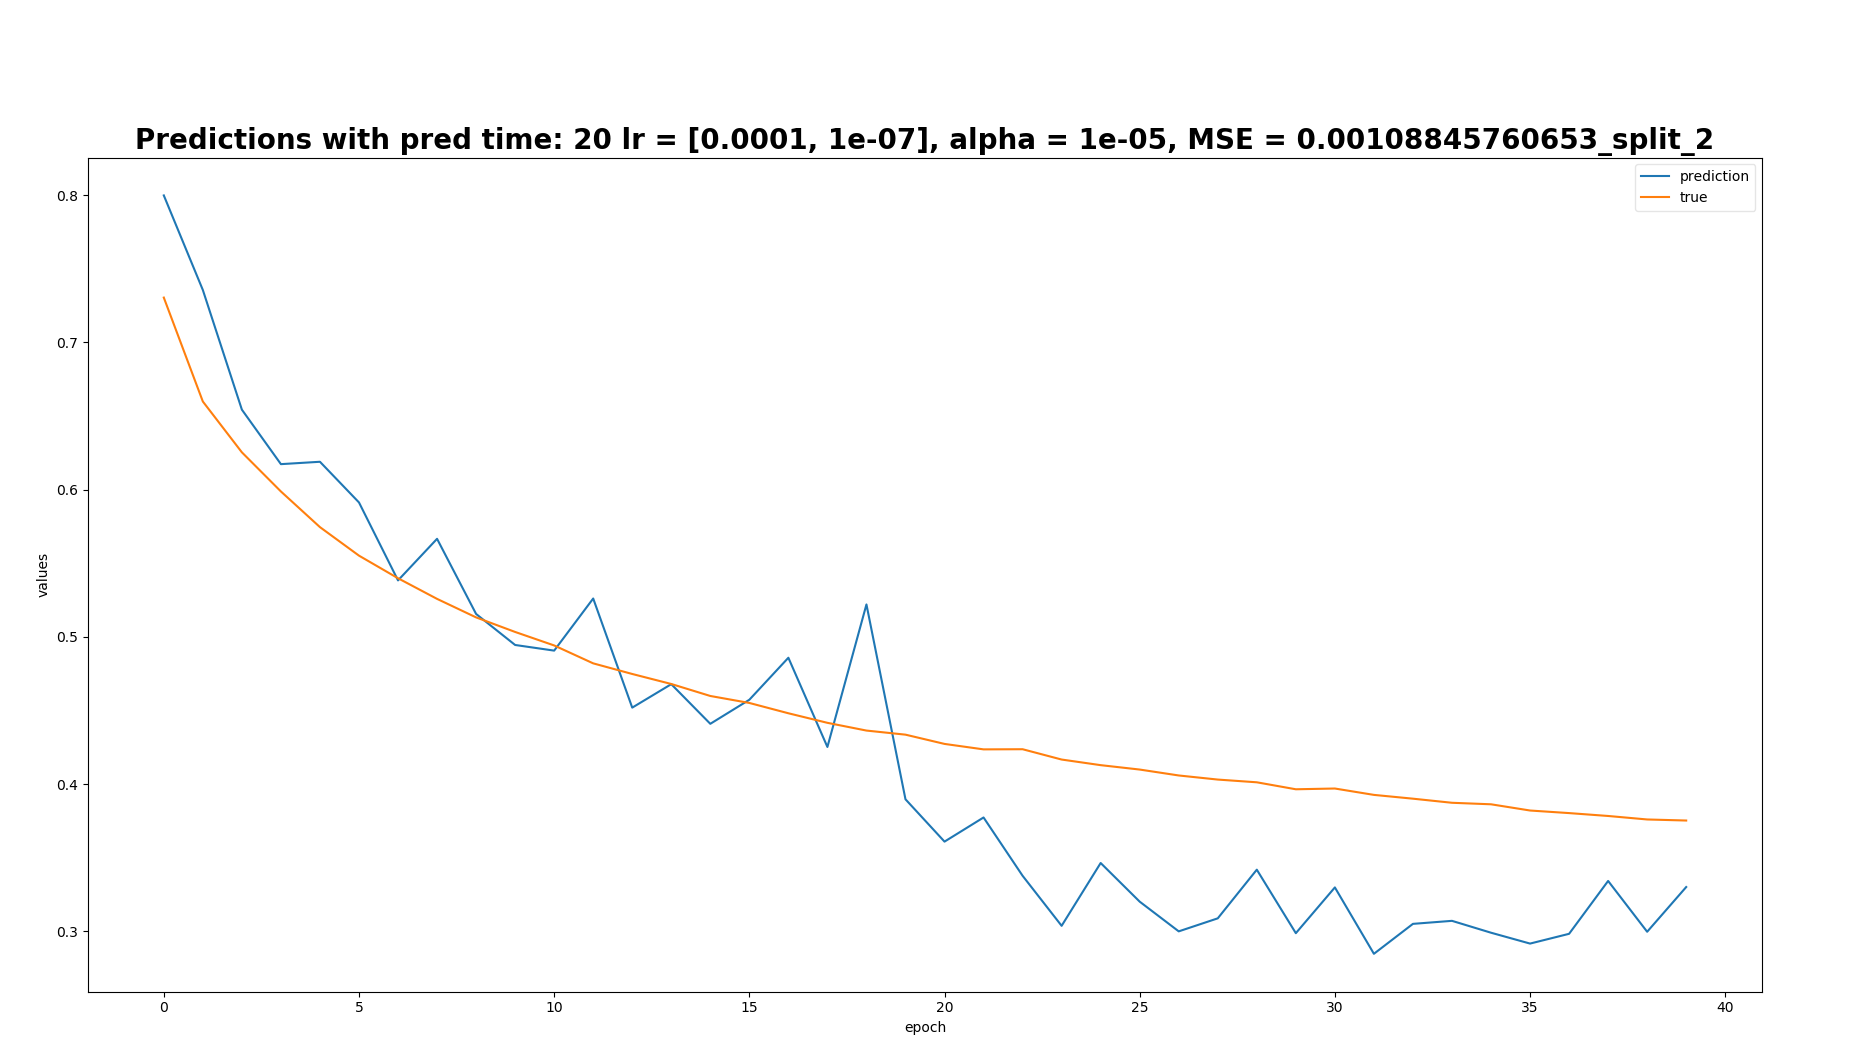 Predictions with pred time: 20 lr = [0.0001, 1e-07], alpha = 1e-05, MSE = 0.00108845760653_split_2
prediction
true
0.8
0.7
0.6
0.5
0.4
0.3
values
0 5 10 15 20 25 30 35 40
epoch